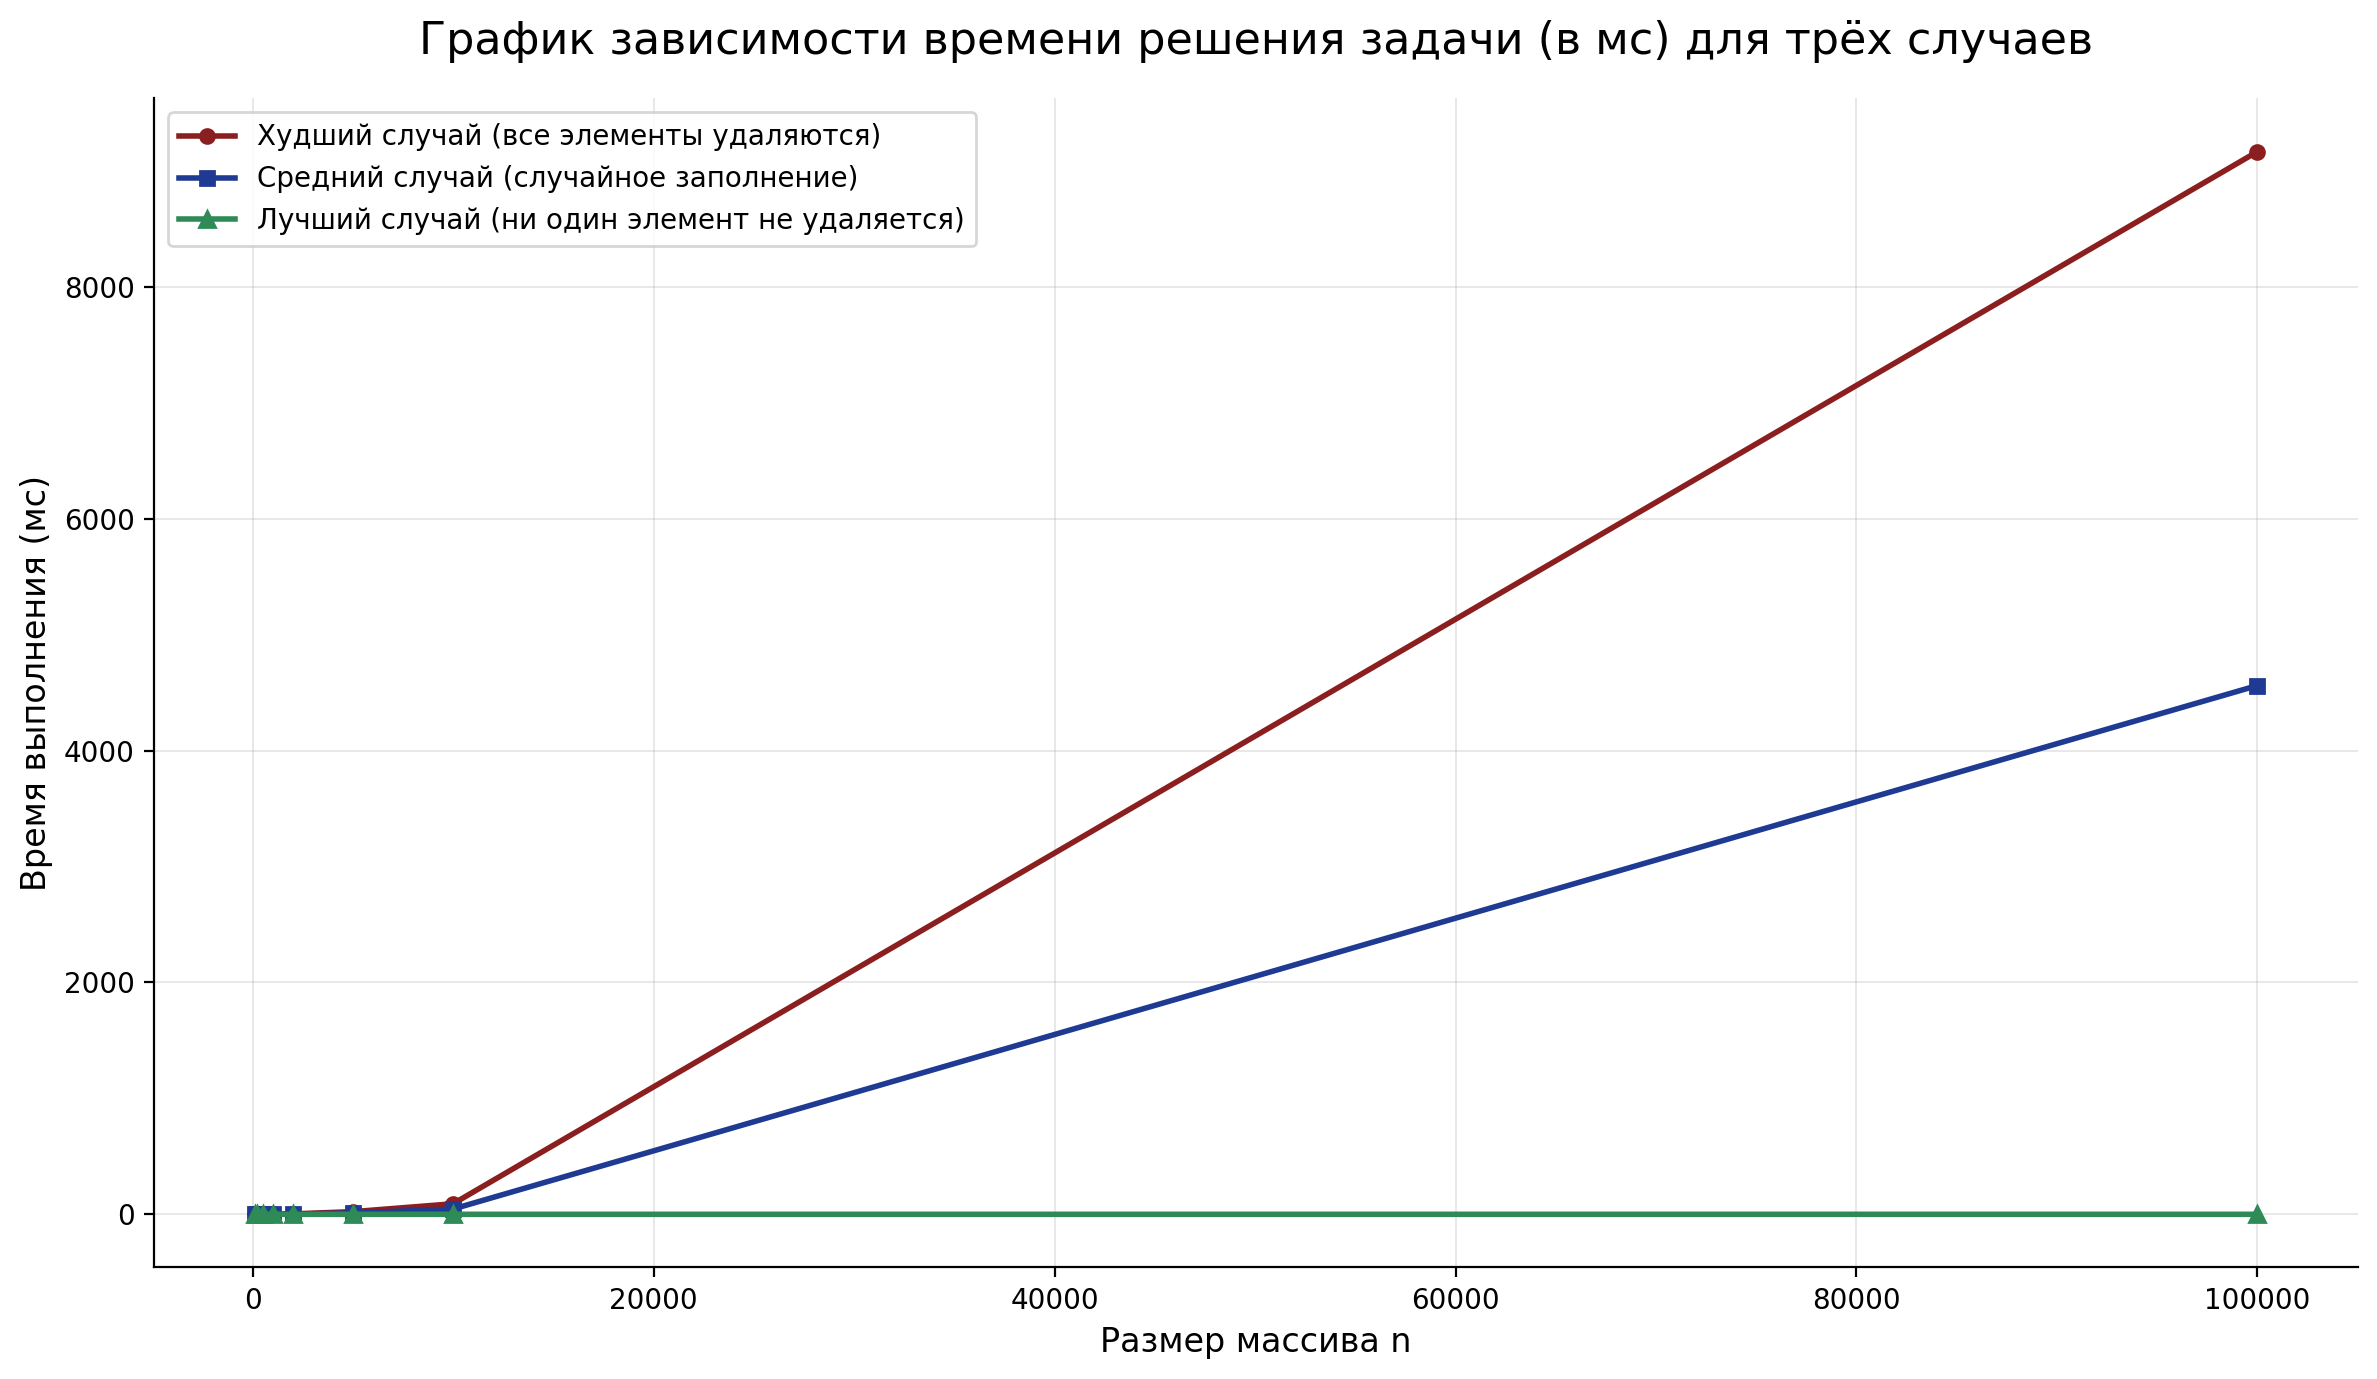 График зависимости времени решения задачи (в мс) для трёх случаев
Худший случай (все элементы удаляются)
Средний случай (случайное заполнение)
Лучший случай (ни один элемент не удаляется)
Время выполнения (мс)
8000
6000
4000
2000
0
0 20000 40000 60000 80000 100000
Размер массива n